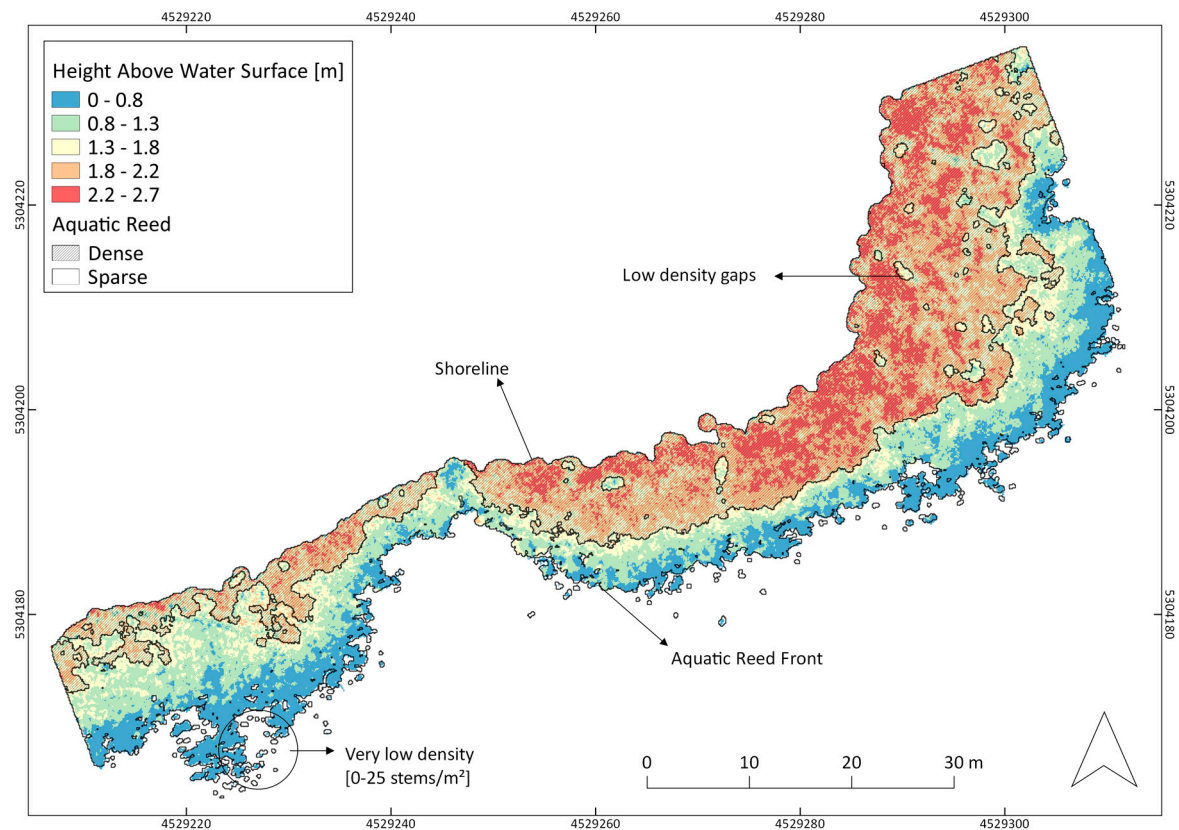 4529220 4529240 4529260 4529280 4529300
Height Above Water Surface [m]
0 - 0.8
0.8 - 1.3
1.3 - 1.8
1.8 - 2.2
2.2 - 2.7
Aquatic Reed
Dense
Sparse
5304220
5304220
Low density gaps
Shoreline
5304200
5304200
5304180
5304180
Aquatic Reed Front
Very low density
[0-25 stems/m²]
0 10 20 30 m
4529220 4529240 4529260 4529280 4529300